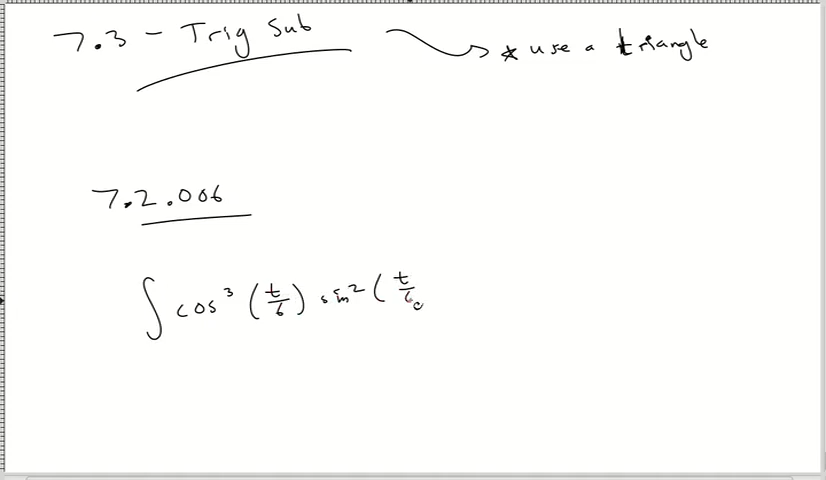 7.3 - Trig Sub
* use a triangle
7.2.006
∫ cos³ (t/6) sin² (t/6